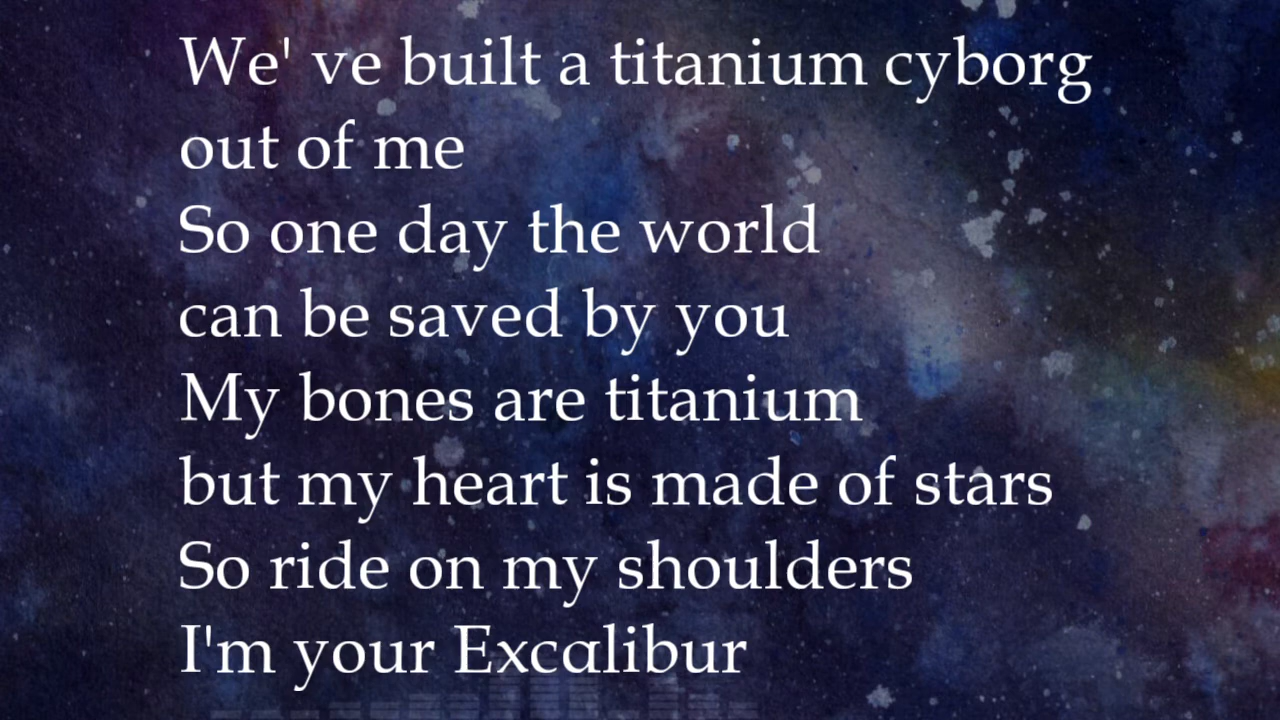 We' ve built a titanium cyborg
out of me
So one day the world
can be saved by you
My bones are titanium
but my heart is made of stars
So ride on my shoulders
I'm your Excɑlibur